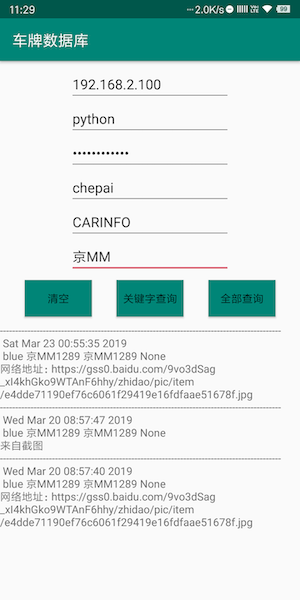 11:29
2.0K/s
99
车牌数据库
192.168.2.100
python
••••••••••••
chepai
CARINFO
京MM
清空
关键字查询
全部查询
Sat Mar 23 00:55:35 2019
blue 京MM1289 京MM1289 None
网络地址: https://gss0.baidu.com/9vo3dSag
_xI4khGko9WTAnF6hhy/zhidao/pic/item
/e4dde71190ef76c6061f29419e16fdfaae51678f.jpg
Wed Mar 20 08:57:47 2019
blue 京MM1289 京MM1289 None
来自截图
Wed Mar 20 08:57:40 2019
blue 京MM1289 京MM1289 None
网络地址: https://gss0.baidu.com/9vo3dSag
_xI4khGko9WTAnF6hhy/zhidao/pic/item
/e4dde71190ef76c6061f29419e16fdfaae51678f.jpg